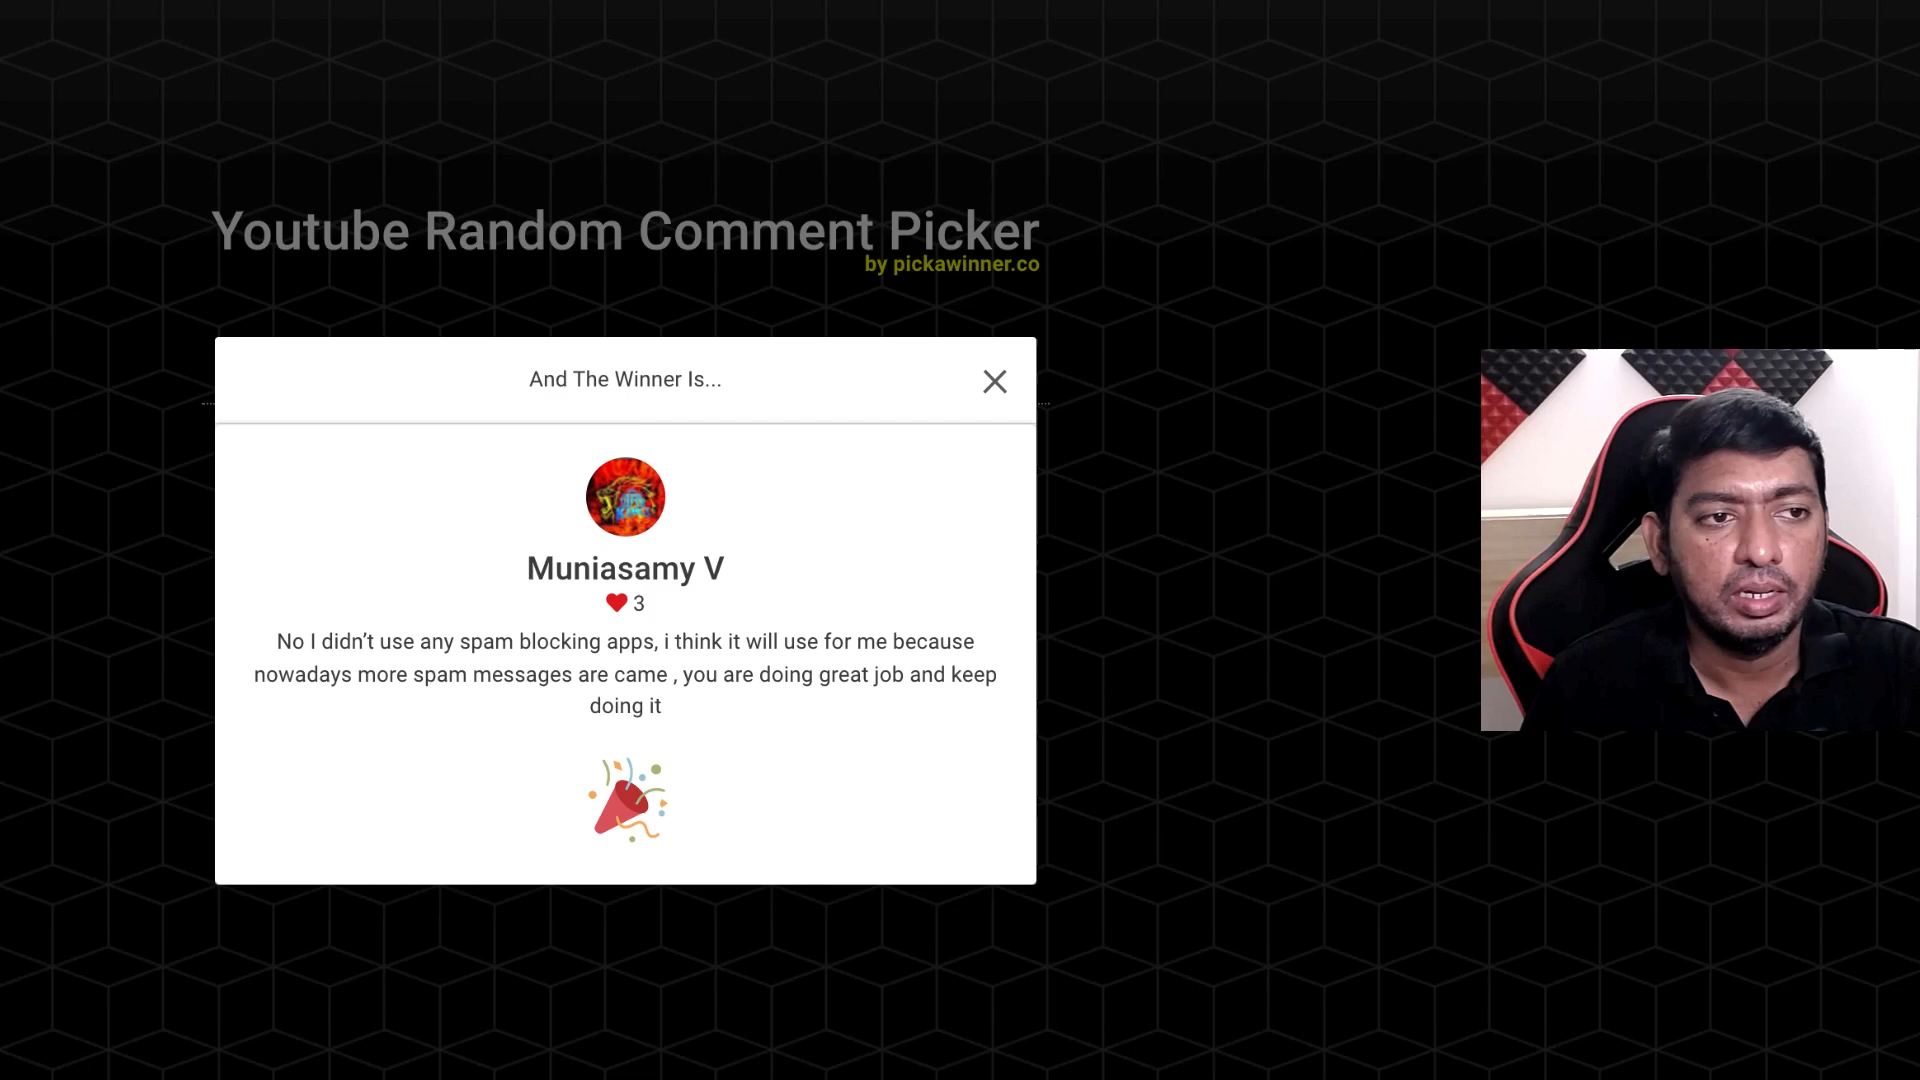 Youtube Random Comment Picker
by pickawinner.co
And The Winner Is...
Muniasamy V
3
No I didn’t use any spam blocking apps, i think it will use for me because
nowadays more spam messages are came , you are doing great job and keep
doing it